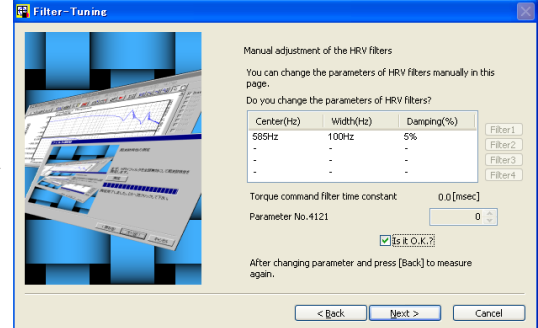 Filter-Tuning
Manual adjustment of the HRV filters
You can change the parameters of HRV filters manually in this
page.
Do you change the parameters of HRV filters?
Center(Hz) Width(Hz) Damping(%)
585Hz 100Hz 5%
- - -
- - -
- - -
Filter1
Filter2
Filter3
Filter4
Torque command filter time constant 0.0[msec]
Parameter No.4121 0
Is it O.K.?
After changing parameter and press [Back] to measure
again.
< Back Next > Cancel